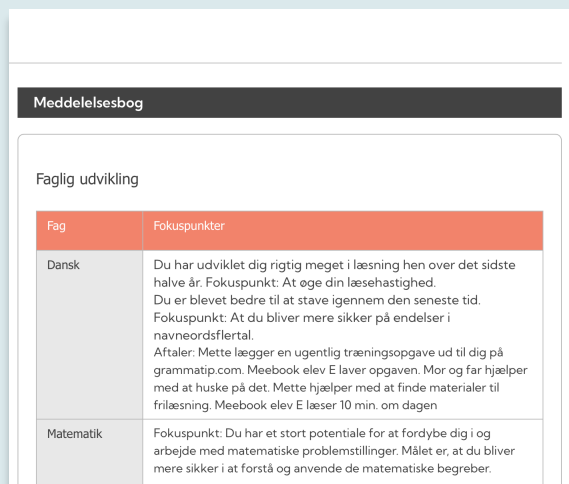 Meddelelsesbog
Faglig udvikling
Fag Fokuspunkter
Dansk Du har udviklet dig rigtig meget i læsning hen over det sidste
halve år. Fokuspunkt: At øge din læsehastighed.
Du er blevet bedre til at stave igennem den seneste tid.
Fokuspunkt: At du bliver mere sikker på endelser i
navneordsflertal.
Aftaler: Mette lægger en ugentlig træningsopgave ud til dig på
grammatip.com. Meebook elev E laver opgaven. Mor og far hjælper
med at huske på det. Mette hjælper med at finde materialer til
frilæsning. Meebook elev E læser 10 min. om dagen
Matematik Fokuspunkt: Du har et stort potentiale for at fordybe dig i og
arbejde med matematiske problemstillinger. Målet er, at du bliver
mere sikker i at forstå og anvende de matematiske begreber.